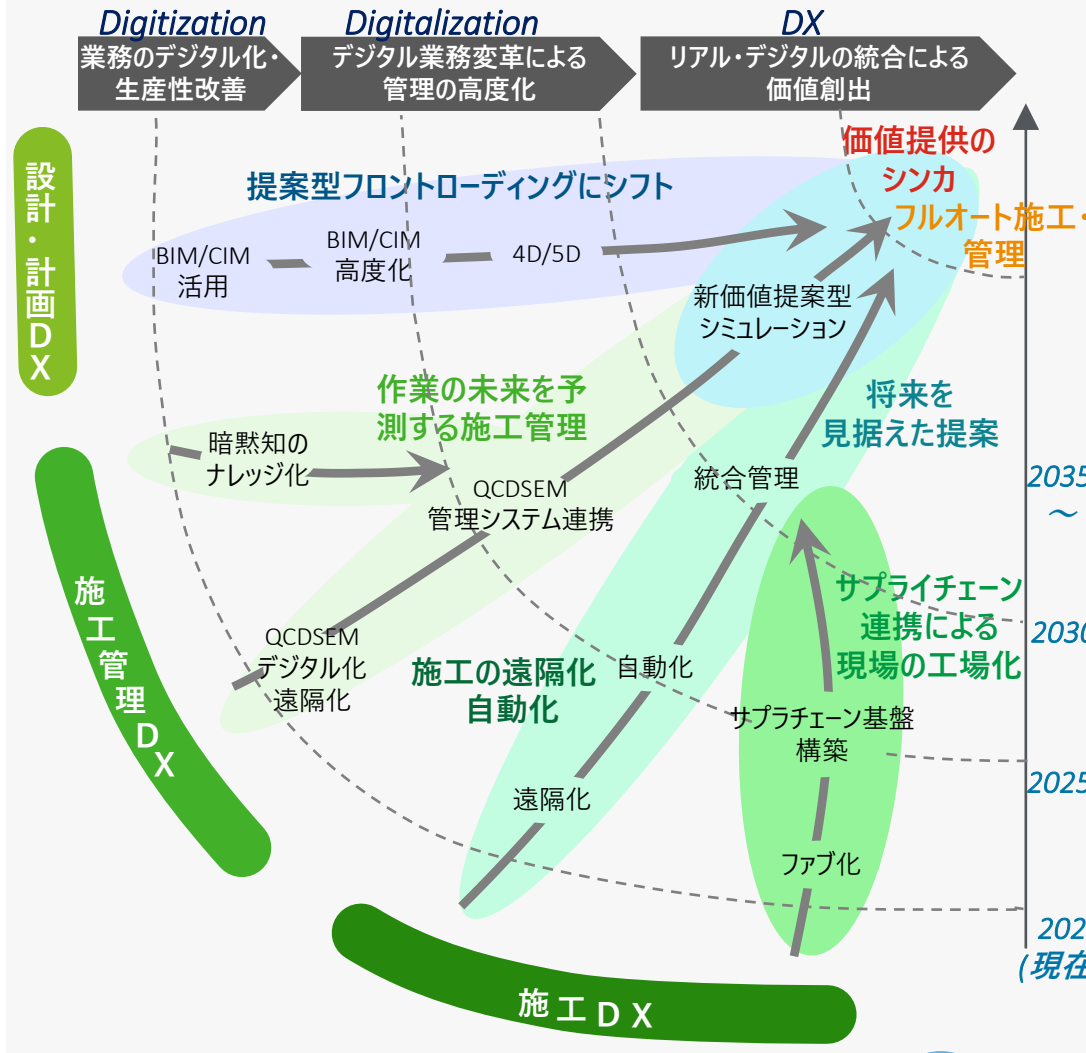 Digitization
Digitalization
DX
業務のデジタル化・
生産性改善
デジタル業務変革による
管理の高度化
リアル・デジタルの統合による
価値創出
設計・計画DX
価値提供の
シンカ
フルオート施工・
管理
提案型フロントローディングにシフト
BIM/CIM
活用
BIM/CIM
高度化
4D/5D
新価値提案型
シミュレーション
作業の未来を予
測する施工管理
将来を
見据えた提案
暗黙知の
ナレッジ化
QCDSEM
管理システム連携
統合管理
2035
～
施工管理DX
サプライチェーン
連携による
現場の工場化
2030
QCDSEM
デジタル化
遠隔化
施工の遠隔化
自動化
自動化
サプラチェーン基盤
構築
2025
遠隔化
ファブ化
202
(現在
施工DX